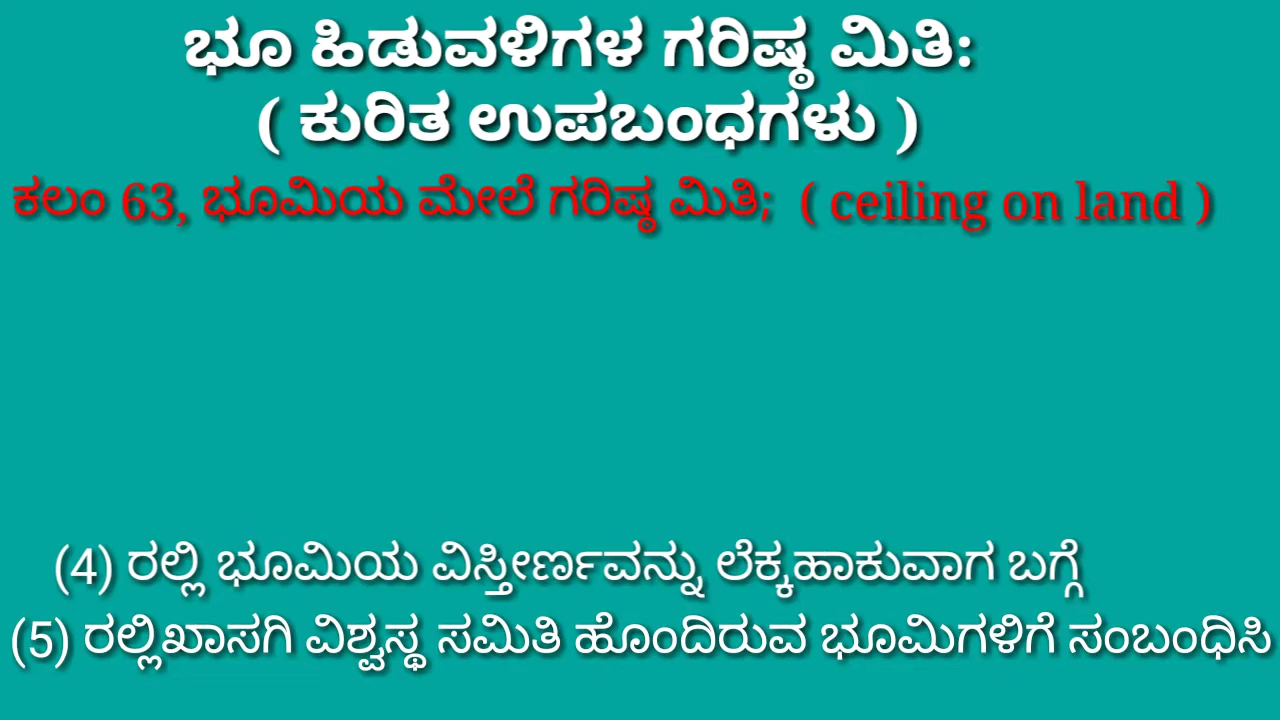 ಭೂ ಹಿಡುವಳಿಗಳ ಗರಿಷ್ಠ ಮಿತಿ:
( ಕುರಿತ ಉಪಬಂಧಗಳು )
ಕಲಂ 63, ಭೂಮಿಯ ಮೇಲೆ ಗರಿಷ್ಠ ಮಿತಿ; ( ceiling on land )
(4) ರಲ್ಲಿ ಭೂಮಿಯ ವಿಸ್ತೀರ್ಣವನ್ನು ಲೆಕ್ಕಹಾಕುವಾಗ ಬಗ್ಗೆ
(5) ರಲ್ಲಿಖಾಸಗಿ ವಿಶ್ವಸ್ಥ ಸಮಿತಿ ಹೊಂದಿರುವ ಭೂಮಿಗಳಿಗೆ ಸಂಬಂಧಿಸಿ